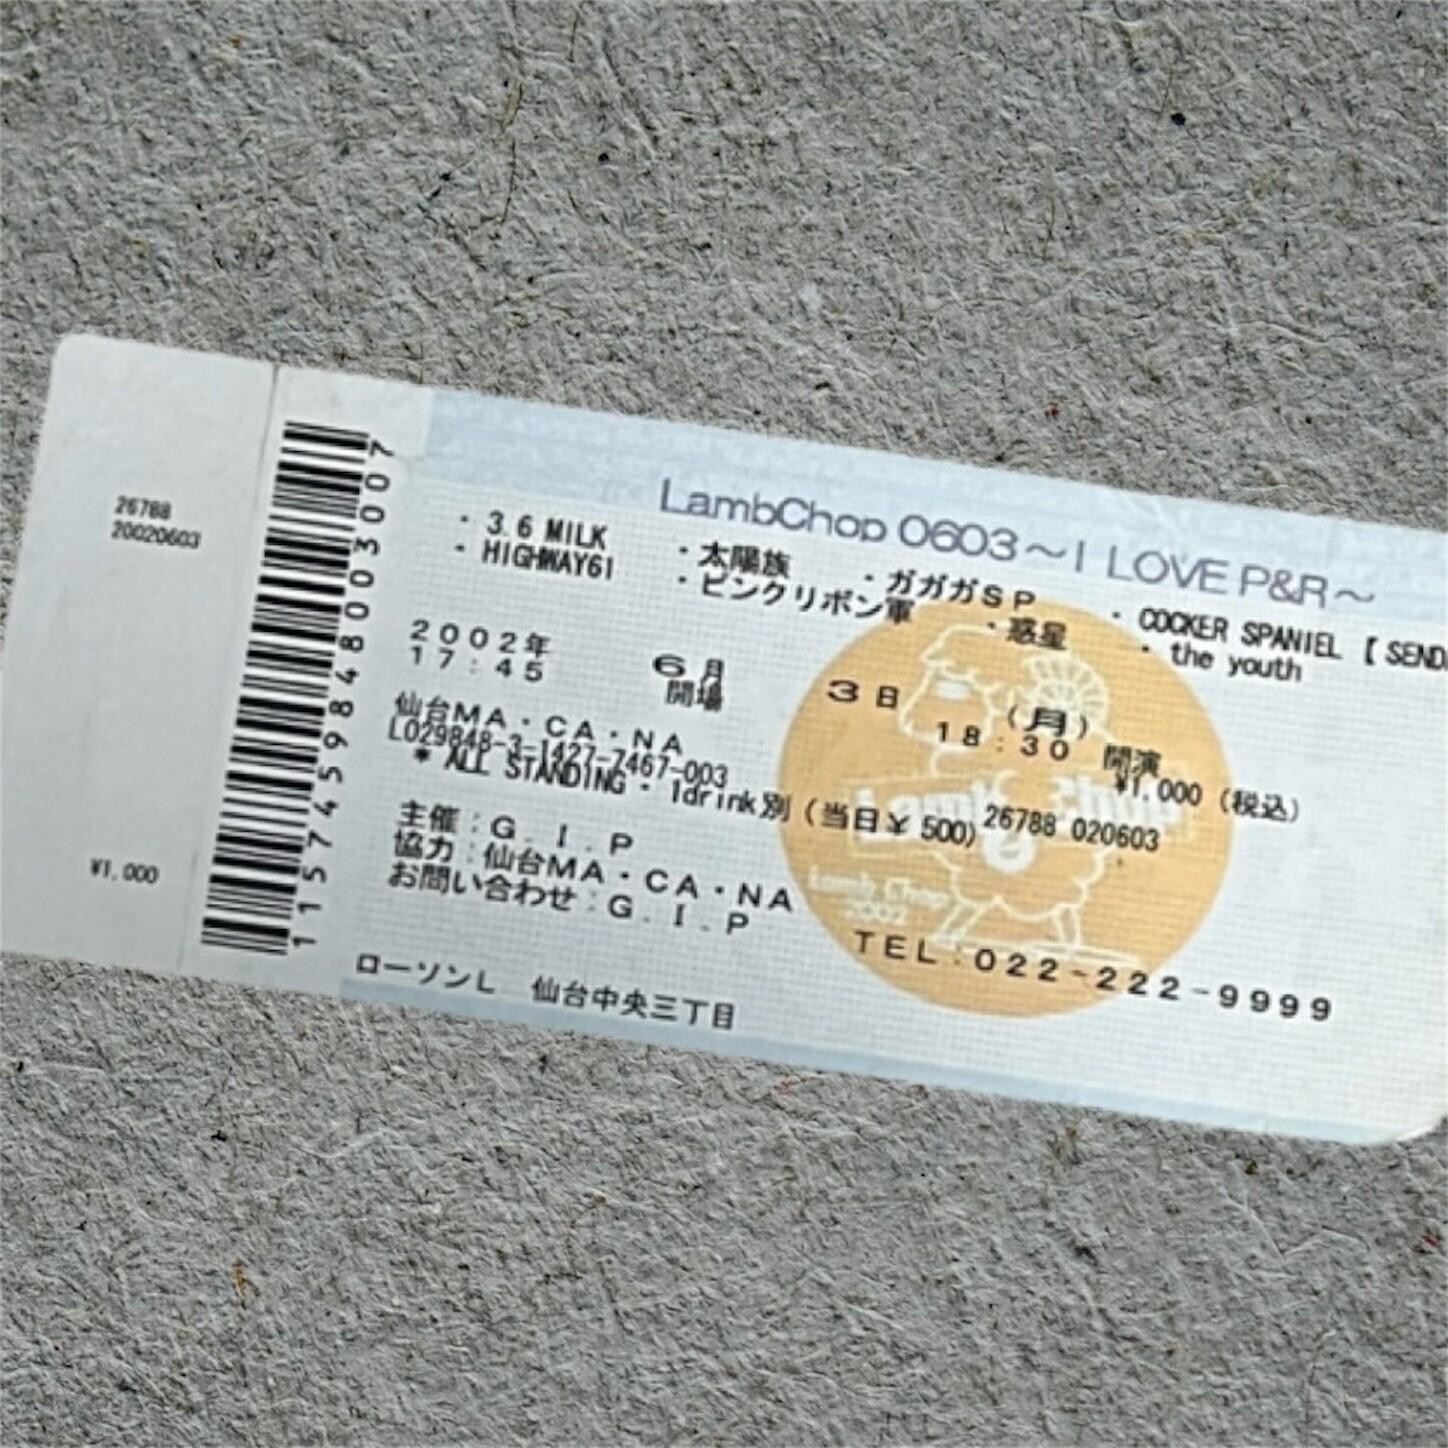 26788
20020603
¥1,000
1157459848003007
LambChop 0603〜I LOVE P&R〜
・3.6 MILK ・太陽族 ・ガガガSP ・COCKER SPANIEL【SEND
・HIGHWAY61 ・ピンクリボン軍 ・惑星 ・the youth
2002年 6月 3日 (月)
17:45 開場 18:30 開演
仙台MA・CA・NA ¥1,000 (税込)
L029848-3-1427-7467-003 26788 020603
* ALL STANDING・1drink別(当日¥500)
主催:G.I.P
協力:仙台MA・CA・NA
お問い合わせ:G.I.P TEL:022-222-9999
ローソンL 仙台中央三丁目
Lamb Chop
Lamb Chop
2002